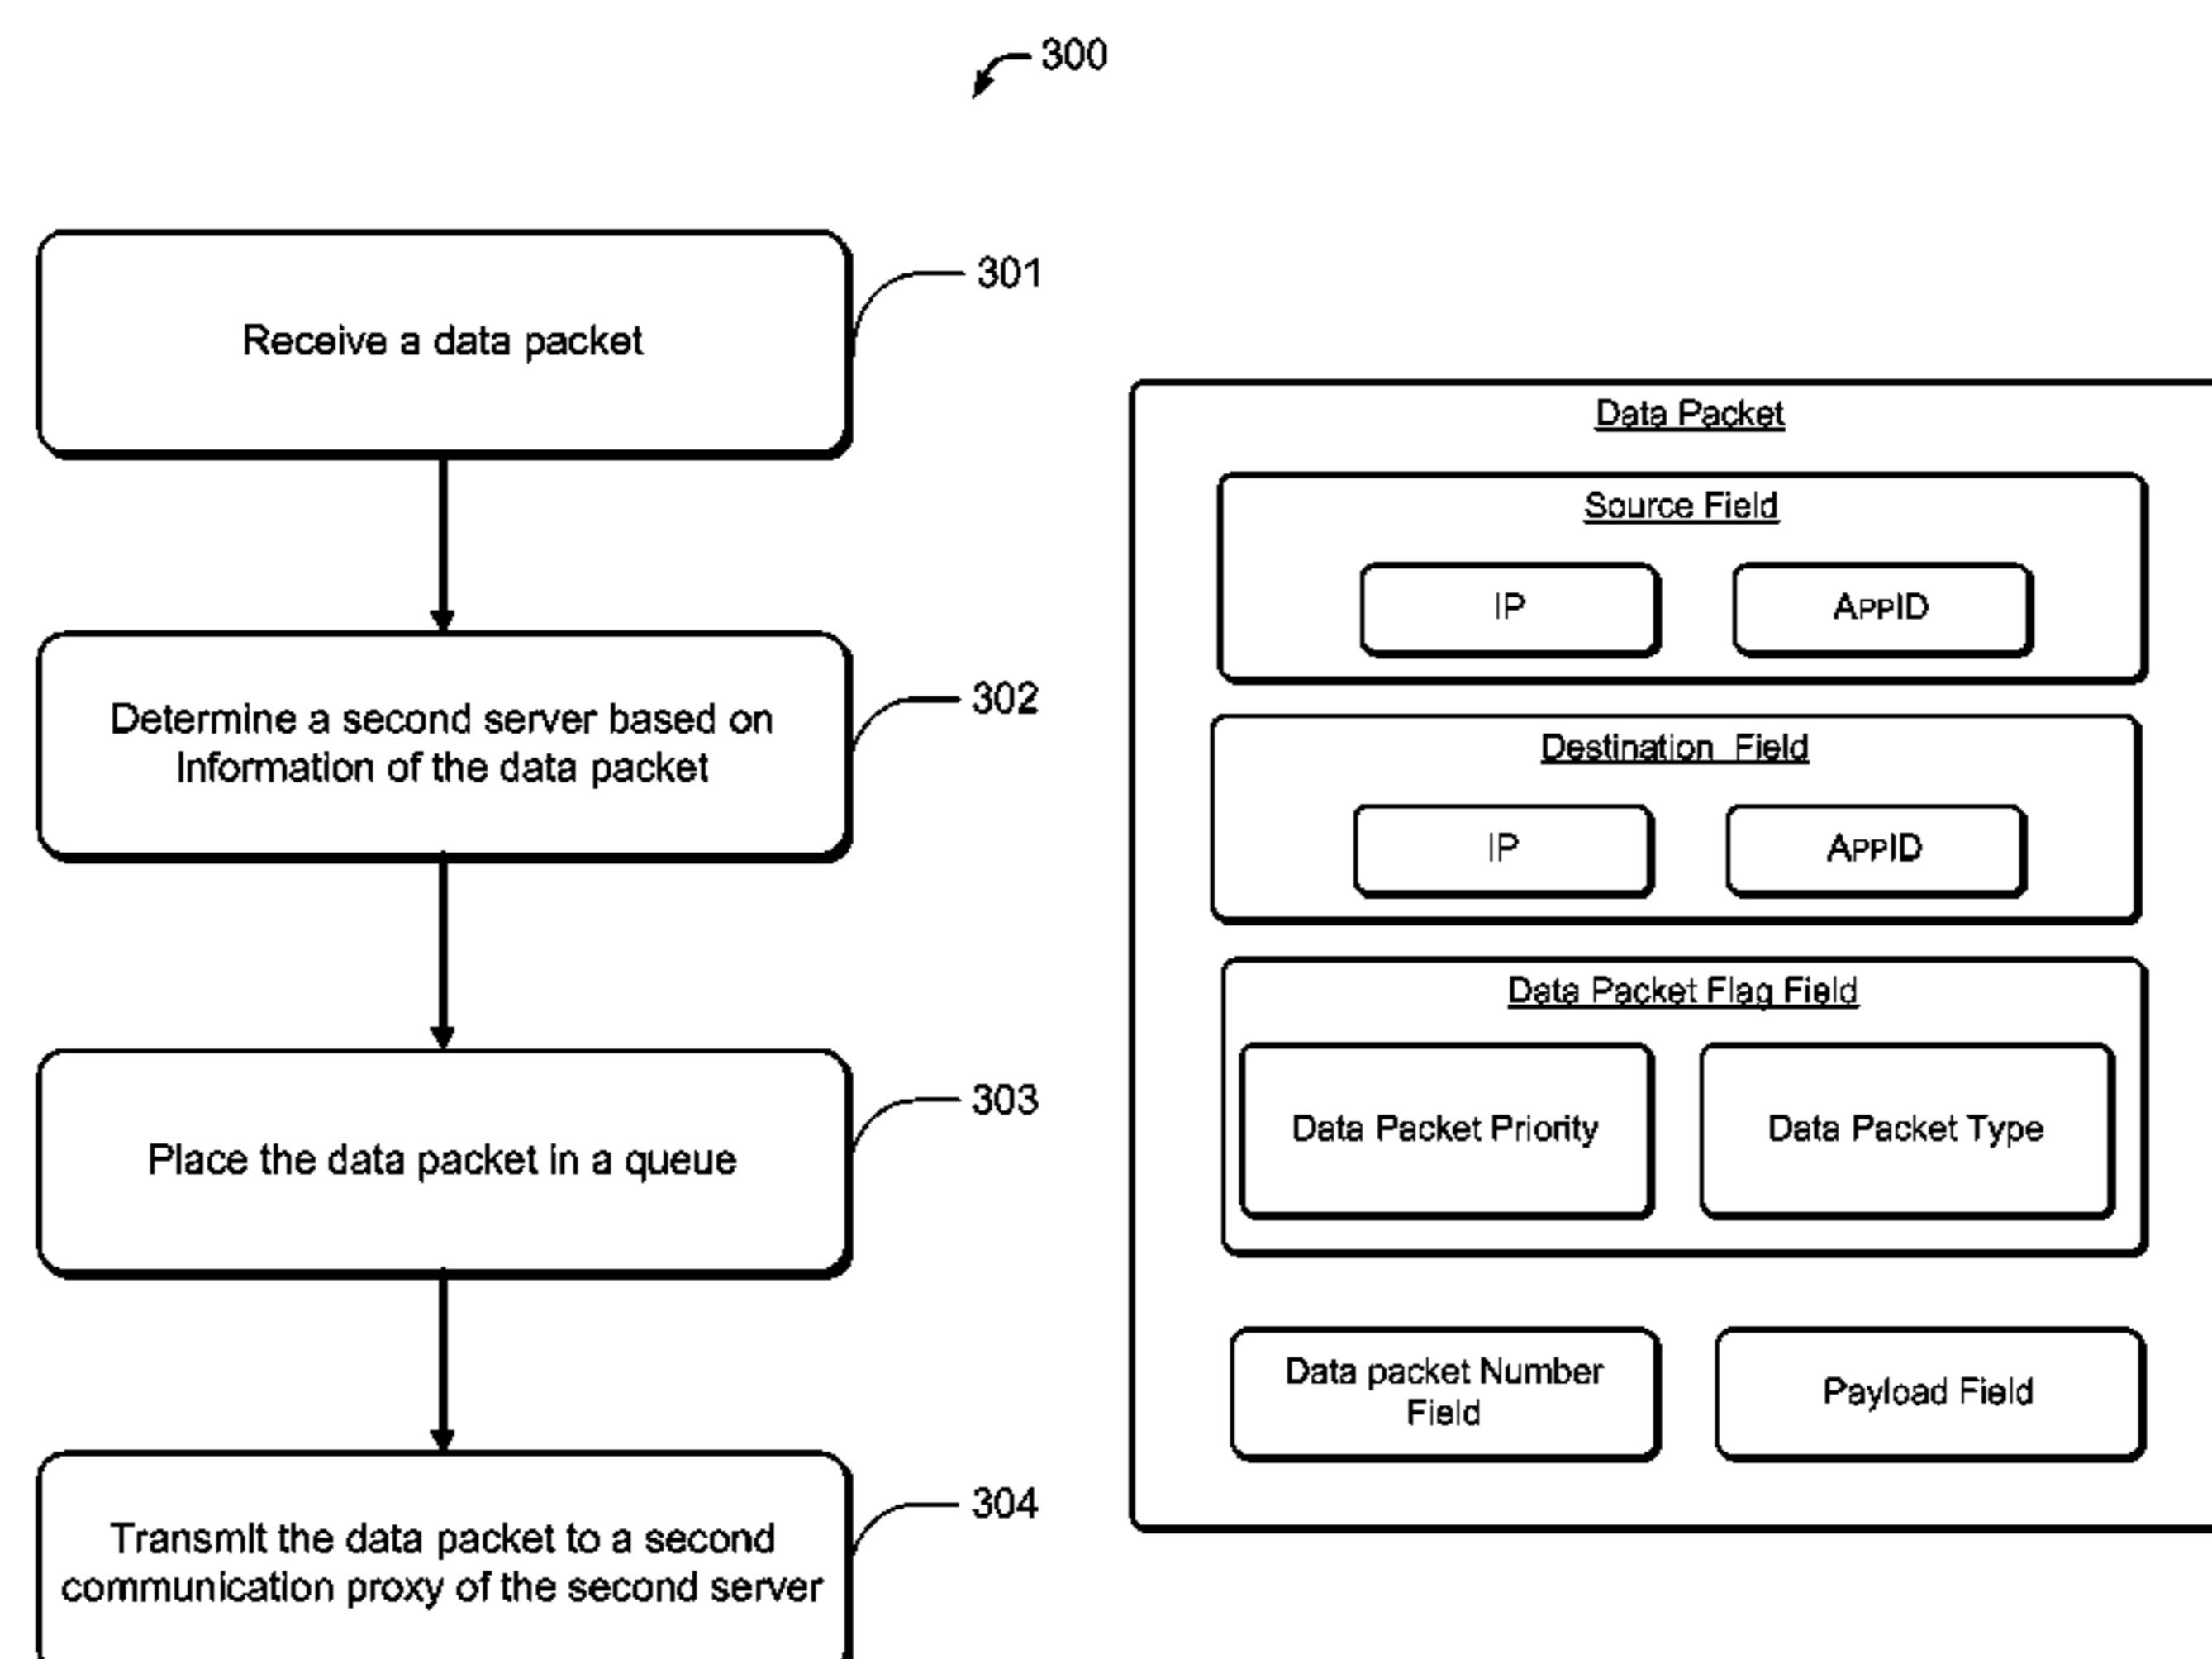 300
Receive a data packet
301
Determine a second server based on
Information of the data packet
302
Place the data packet in a queue
303
Transmit the data packet to a second
communication proxy of the second server
304
Data Packet
Source Field
IP
APPID
Destination Field
IP
APPID
Data Packet Flag Field
Data Packet Priority
Data Packet Type
Data packet Number
Field
Payload Field